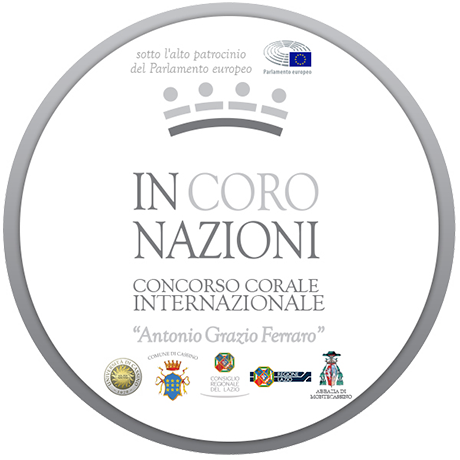 sotto l'alto patrocinio
del Parlamento europeo
Parlamento europeo
IN CORO
NAZIONI
CONCORSO CORALE
INTERNAZIONALE
“Antonio Grazio Ferraro”
COMUNE DI CASSINO
CONSIGLIO
REGIONALE
DEL LAZIO
REGIONE
LAZIO
ABBAZIA DI
MONTECASSINO